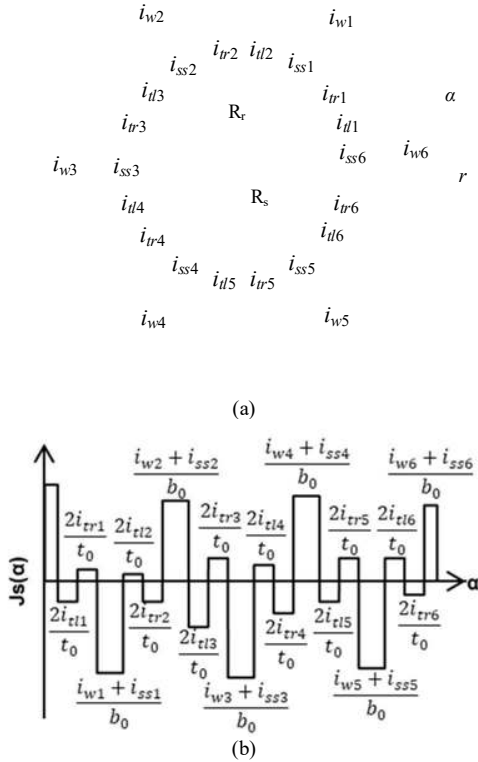 i_w2 i_w1
i_tr2 i_tl2
i_ss2 i_ss1
i_tl3 i_tr1 α
i_tr3 R_r i_tl1
i_w3 i_ss3 i_ss6 i_w6 r
R_s
i_tl4 i_tr6
i_tr4 i_tl6
i_ss4 i_ss5
i_tl5 i_tr5
i_w4 i_w5
(a)
Js(α)
(i_w2 + i_ss2)/b_0 (i_w4 + i_ss4)/b_0 (i_w6 + i_ss6)/b_0
2i_tr1/t_0 2i_tl2/t_0 2i_tr3/t_0 2i_tl4/t_0 2i_tr5/t_0 2i_tl6/t_0
α
2i_tl1/t_0 2i_tr2/t_0 2i_tl3/t_0 2i_tr4/t_0 2i_tl5/t_0 2i_tr6/t_0
(i_w1 + i_ss1)/b_0 (i_w3 + i_ss3)/b_0 (i_w5 + i_ss5)/b_0
(b)